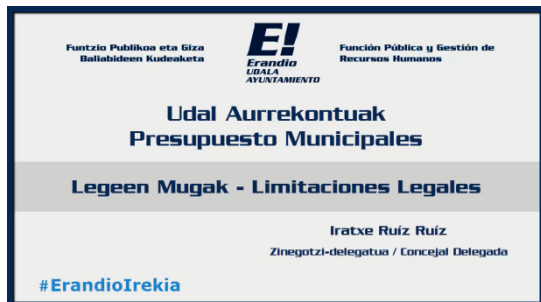 Funtzio Publikoa eta Giza
Baliabideen Kudeaketa
E!
Erandio
UDALA
AYUNTAMIENTO
Función Pública y Gestión de
Recursos Humanos
Udal Aurrekontuak
Presupuesto Municipales
Legeen Mugak - Limitaciones Legales
Iratxe Ruíz Ruíz
Zinegotzi-delegatua / Concejal Delegada
#ErandioIrekia